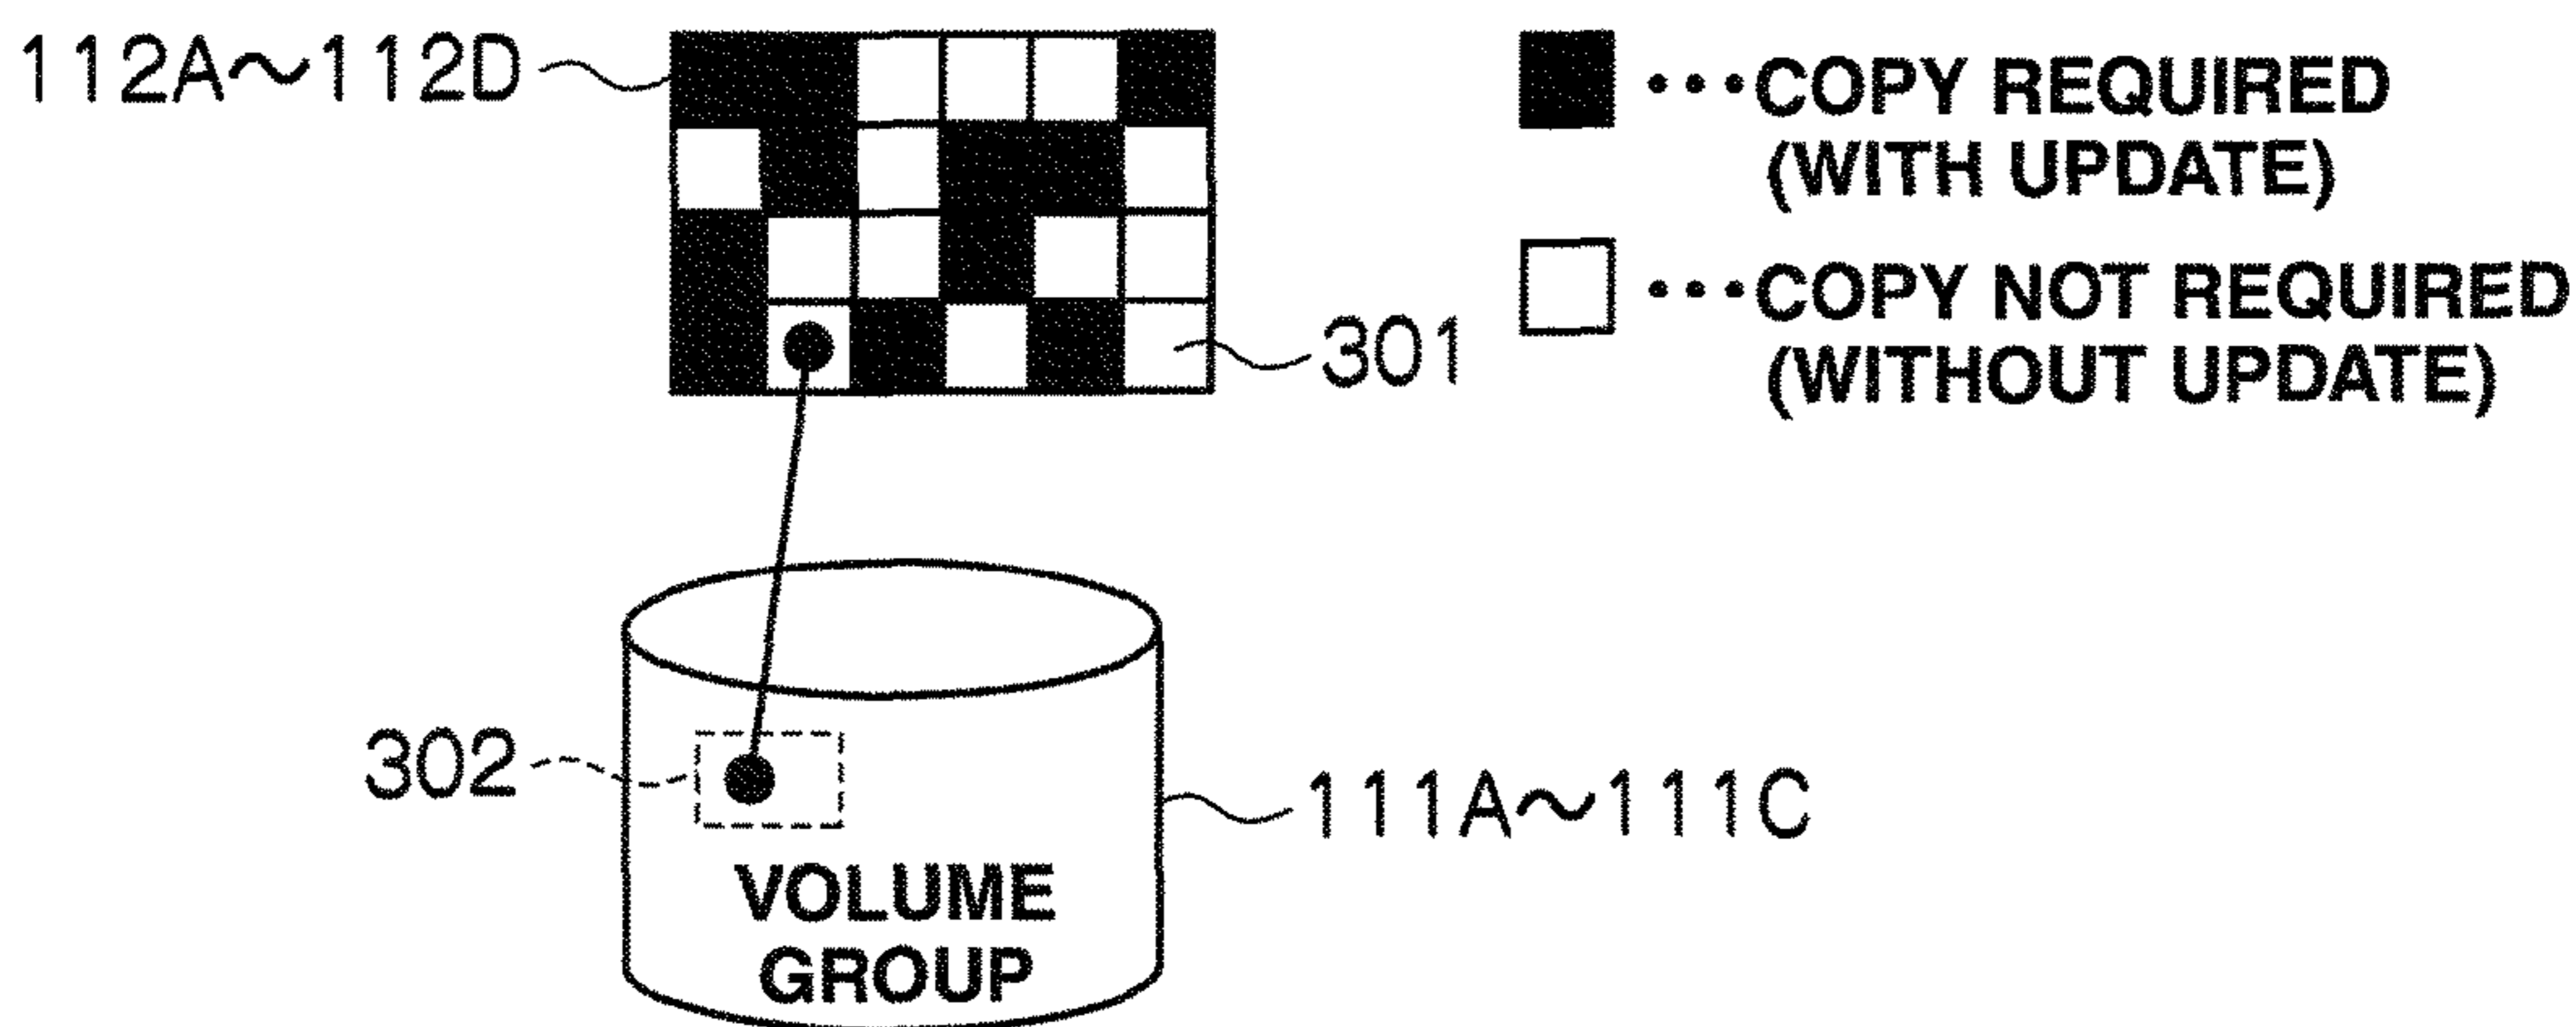 112A～112D
•••COPY REQUIRED
(WITH UPDATE)
•••COPY NOT REQUIRED
(WITHOUT UPDATE)
301
302
111A～111C
VOLUME
GROUP